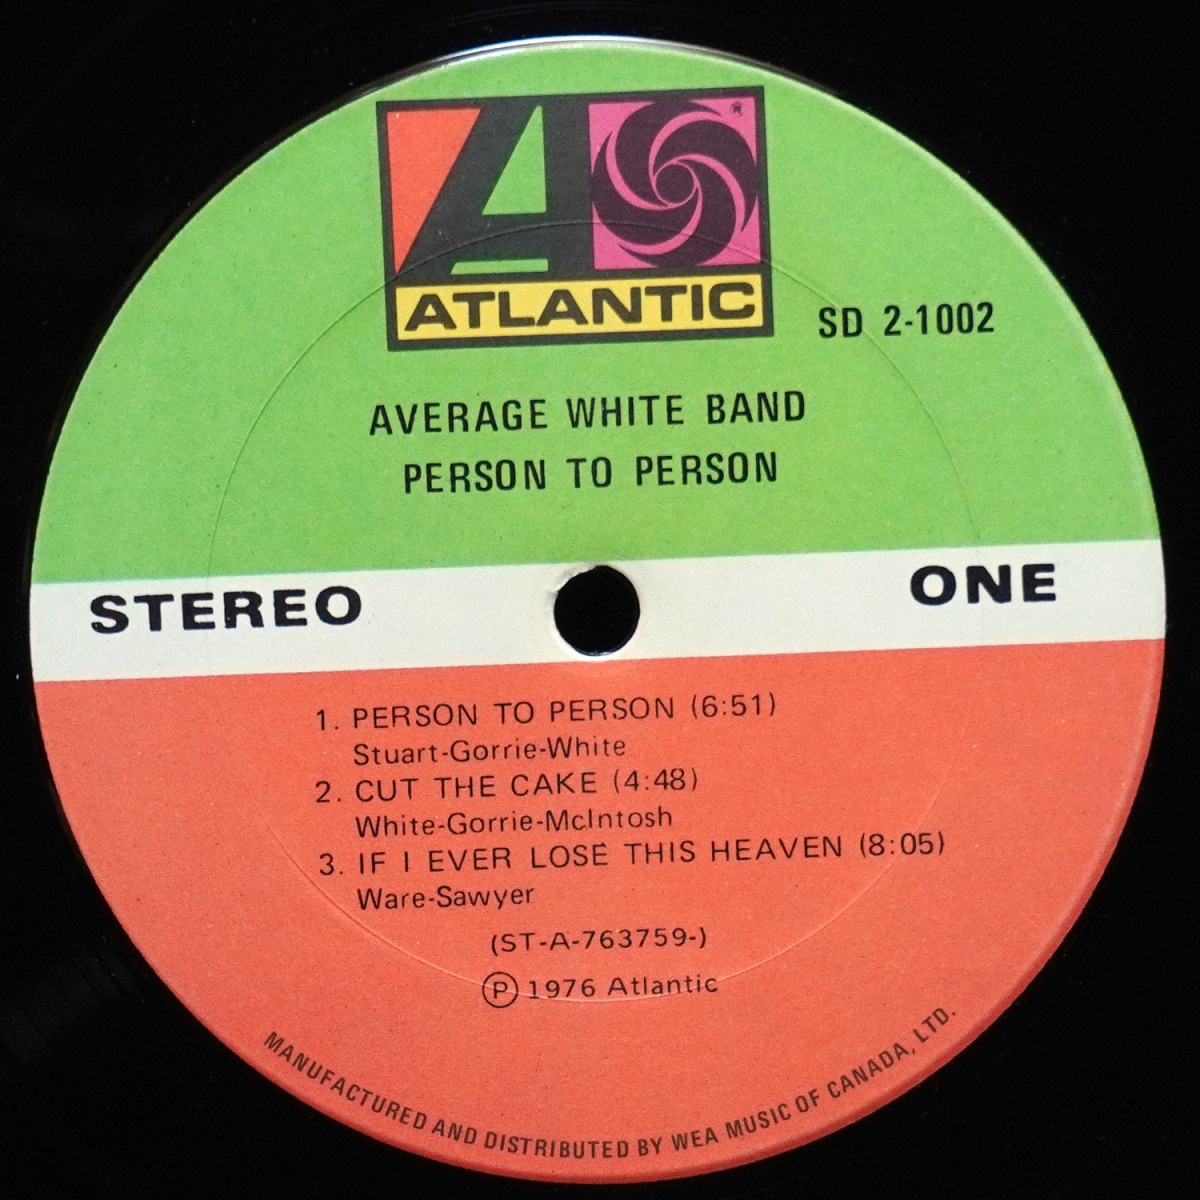 ATLANTIC
SD 2-1002
AVERAGE WHITE BAND
PERSON TO PERSON
STEREO
ONE
1. PERSON TO PERSON (6:51)
Stuart-Gorrie-White
2. CUT THE CAKE (4:48)
White-Gorrie-McIntosh
3. IF I EVER LOSE THIS HEAVEN (8:05)
Ware-Sawyer
(ST-A-763759-)
Ⓟ 1976 Atlantic
MANUFACTURED AND DISTRIBUTED BY WEA MUSIC OF CANADA, LTD.